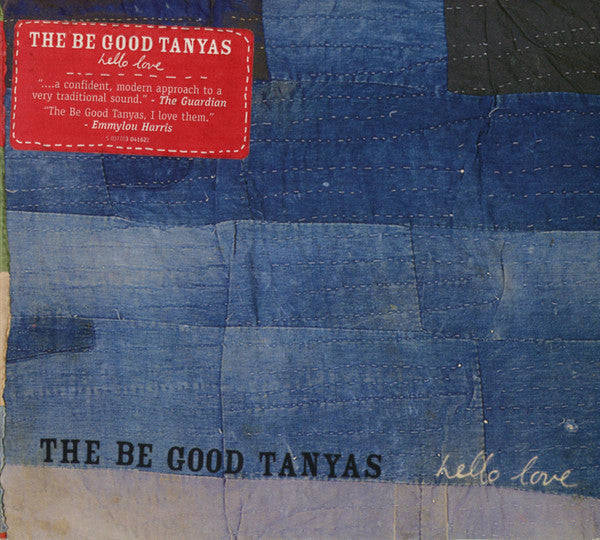 THE BE GOOD TANYAS
hello love
"....a confident, modern approach to a
very traditional sound." - The Guardian
"The Be Good Tanyas, I love them."
- Emmylou Harris
THE BE GOOD TANYAS hello love